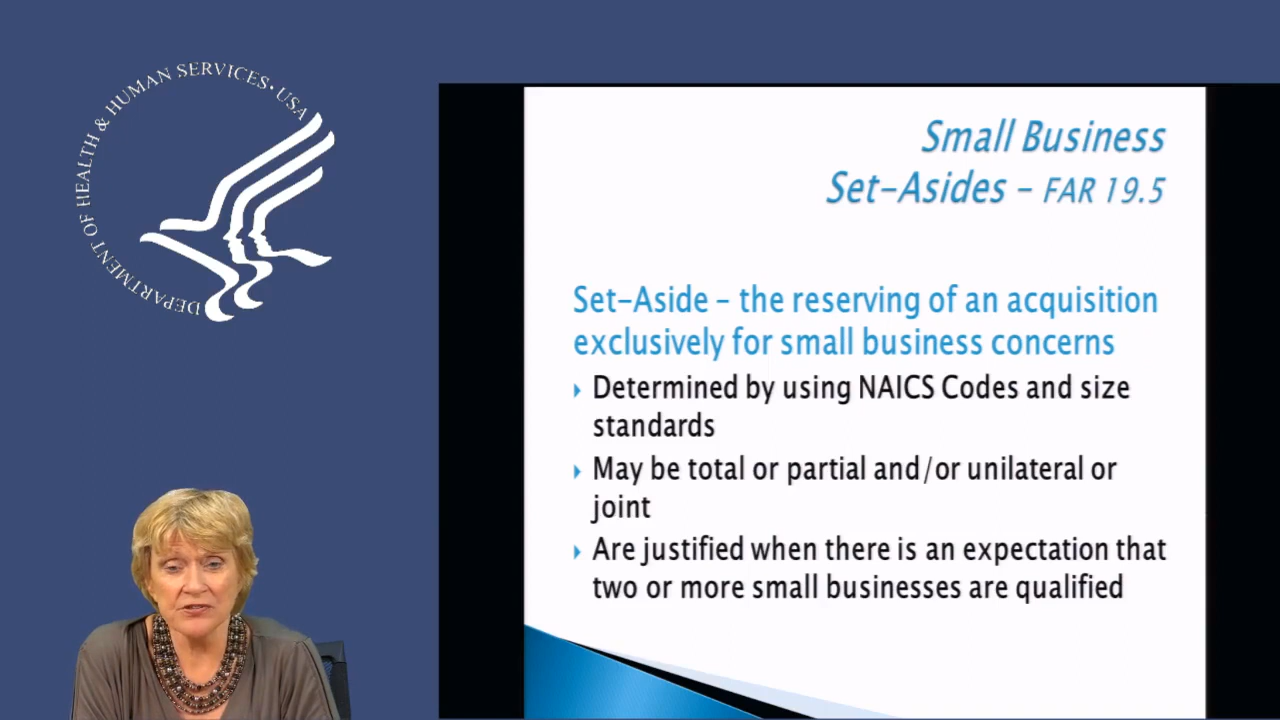 DEPARTMENT OF HEALTH & HUMAN SERVICES • USA
Small Business
Set-Asides – FAR 19.5
Set-Aside – the reserving of an acquisition
exclusively for small business concerns
Determined by using NAICS Codes and size
standards
May be total or partial and/or unilateral or
joint
Are justified when there is an expectation that
two or more small businesses are qualified